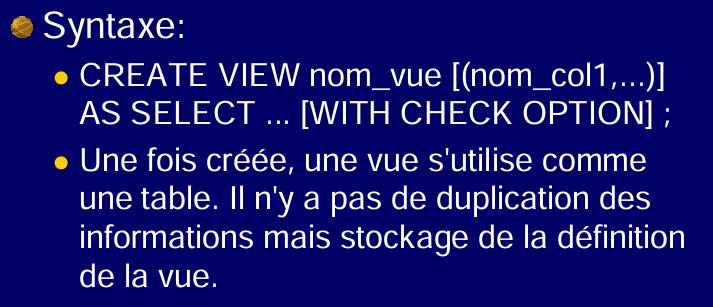 Syntaxe:
CREATE VIEW nom_vue [(nom_col1,...)]
AS SELECT ... [WITH CHECK OPTION] ;
Une fois créée, une vue s'utilise comme
une table. Il n'y a pas de duplication des
informations mais stockage de la définition
de la vue.